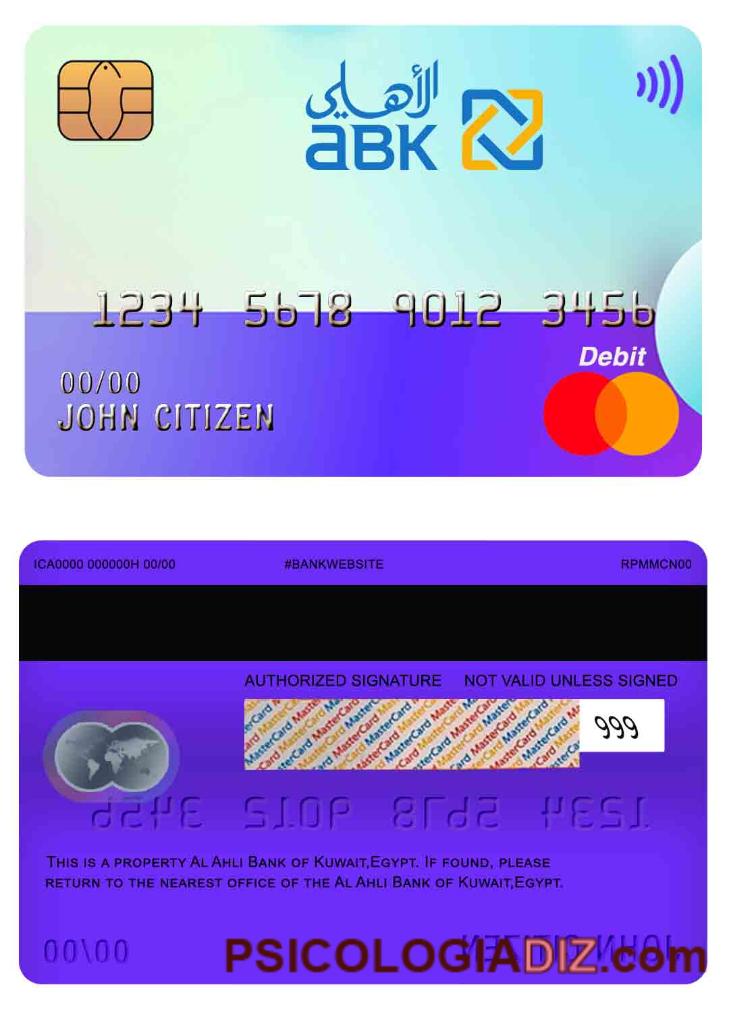 الأهلي
abk
1234 5678 9012 3456
Debit
00/00
JOHN CITIZEN
ICA0000 000000H 00/00 #BANKWEBSITE RPMMCN00
AUTHORIZED SIGNATURE NOT VALID UNLESS SIGNED
MasterCard MasterCard MasterCard MasterCard MasterCard
999
1234 5678 9012 3456
THIS IS A PROPERTY AL AHLI BANK OF KUWAIT,EGYPT. IF FOUND, PLEASE
RETURN TO THE NEAREST OFFICE OF THE AL AHLI BANK OF KUWAIT,EGYPT.
00/00 JOHN CITIZEN
PSICOLOGIADIZ.com